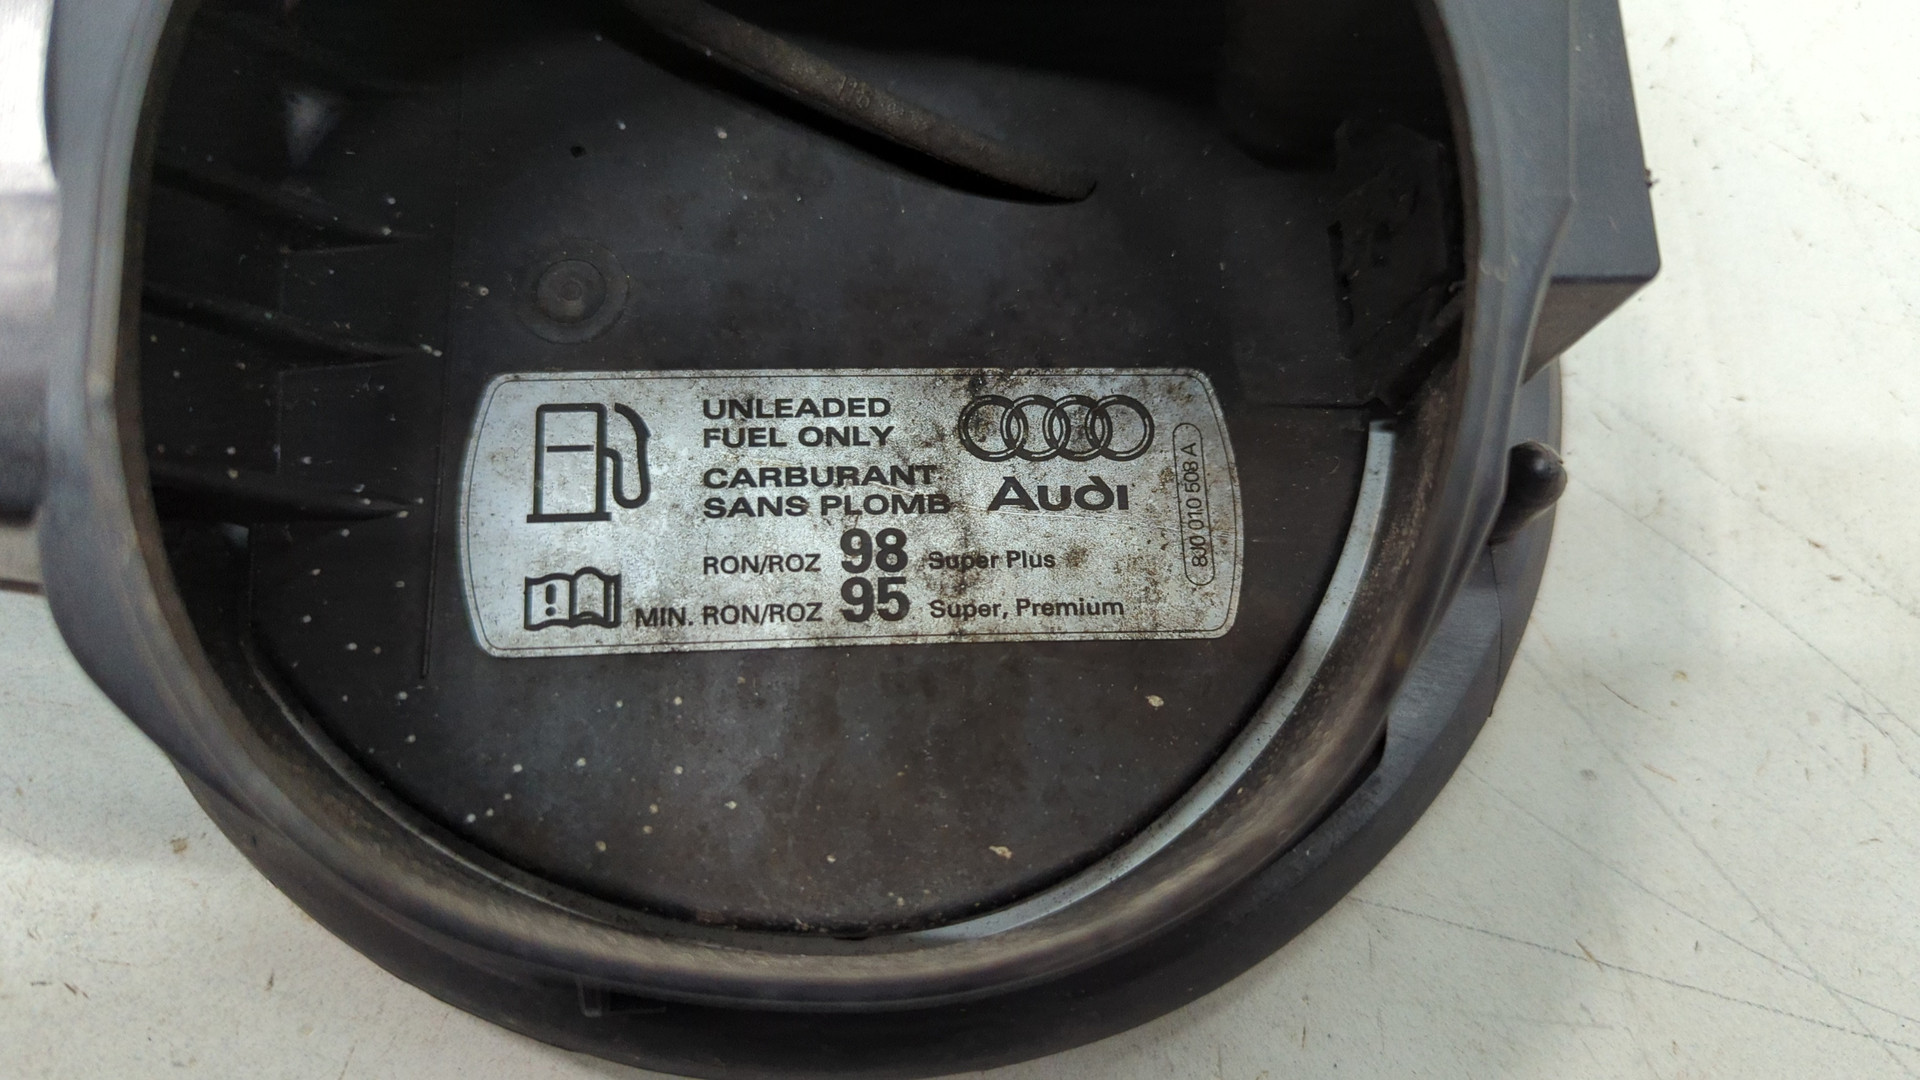 UNLEADED
FUEL ONLY
CARBURANT
SANS PLOMB
Audi
RON/ROZ 98 Super Plus
MIN. RON/ROZ 95 Super, Premium
8J0 010 508 A